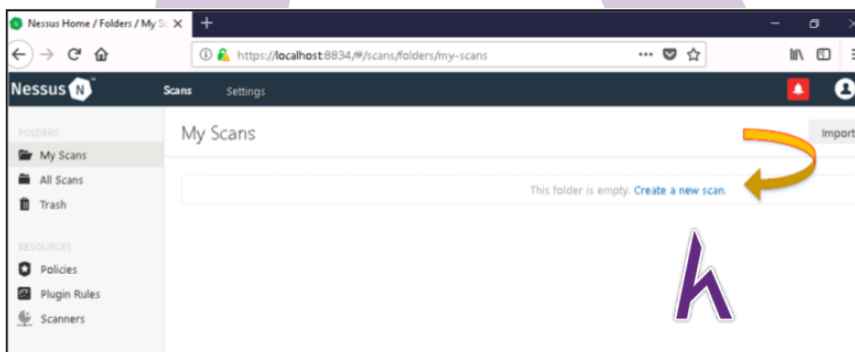 Nessus Home / Folders / My Sc
https://localhost:8834/#/scans/folders/my-scans
Nessus N Scans Settings
FOLDERS
My Scans
All Scans
Trash
RESOURCES
Policies
Plugin Rules
Scanners
My Scans
Import
This folder is empty. Create a new scan.
h